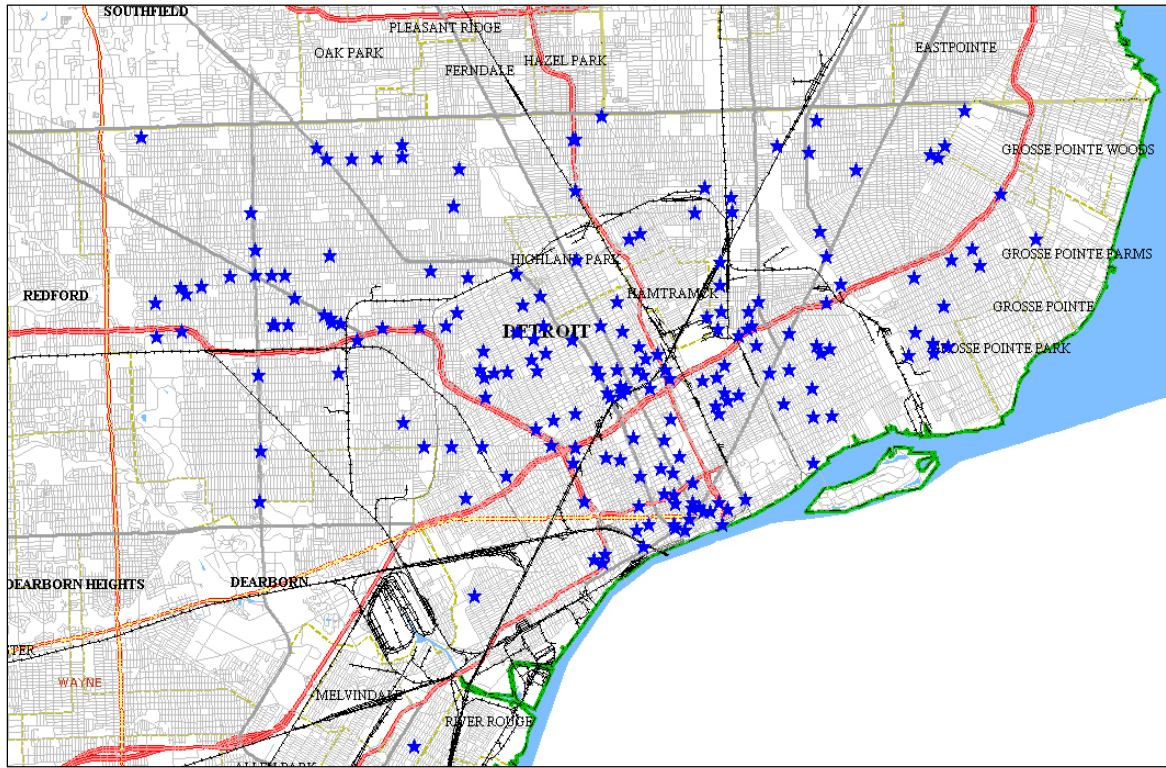 SOUTHFIELD
PLEASANT RIDGE
OAK PARK
HAZEL PARK
FERNDALE
EASTPOINTE
GROSSE POINTE WOODS
HIGHLAND PARK
GROSSE POINTE FARMS
REDFORD
HAMTRAMCK
GROSSE POINTE
DETROIT
GROSSE POINTE PARK
DEARBORN HEIGHTS
DEARBORN
TER
WAYNE
MELVINDALE
RIVER ROUGE
ALLEN PARK